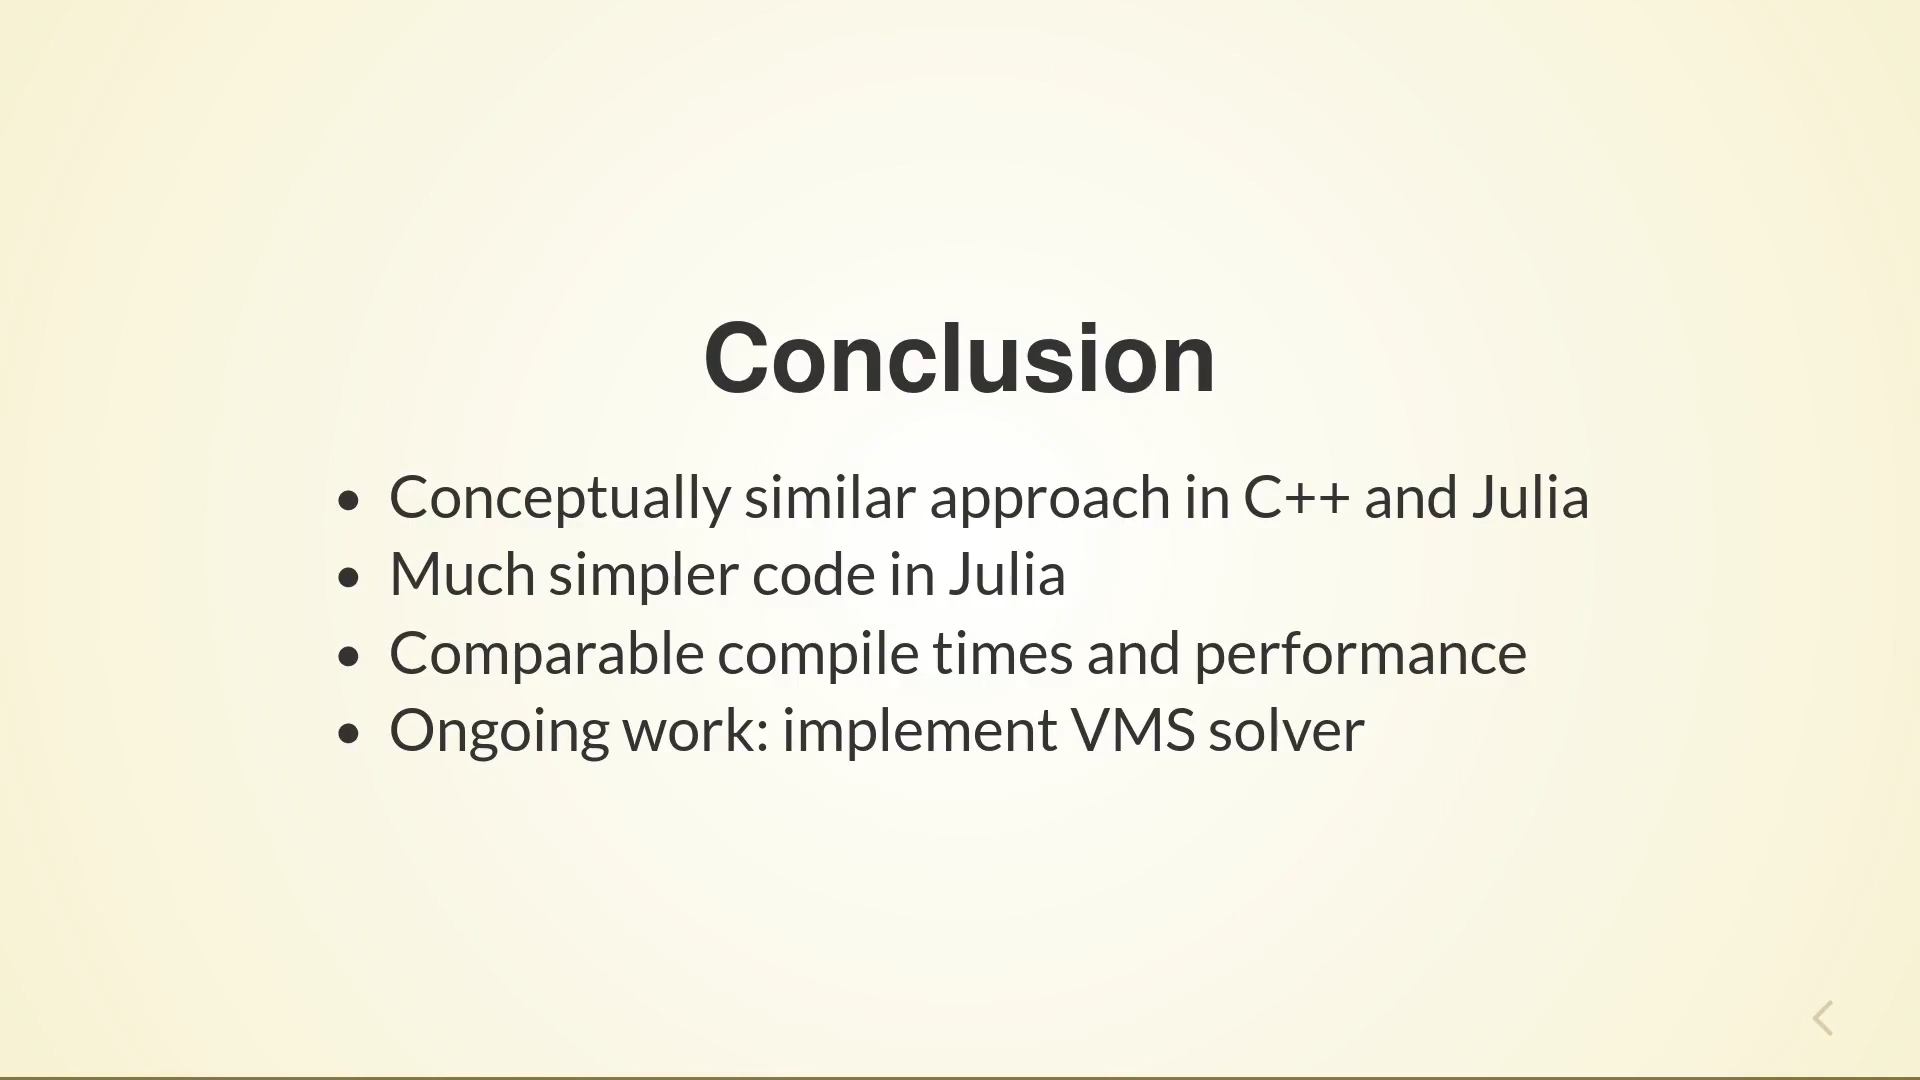 Conclusion
• Conceptually similar approach in C++ and Julia
• Much simpler code in Julia
• Comparable compile times and performance
• Ongoing work: implement VMS solver